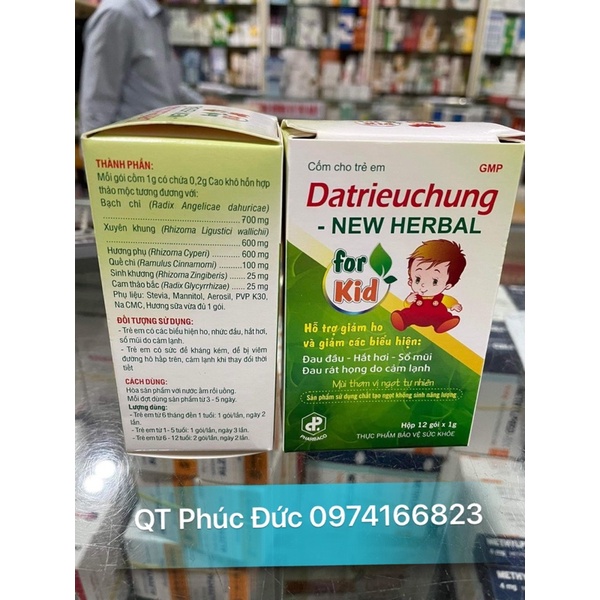 THÀNH PHẦN:
Mỗi gói cốm 1g có chứa 0,2g Cao khô hỗn hợp
thảo mộc tương đương với:
Bạch chỉ (Radix Angelicae dahuricae)
700 mg
Xuyên khung (Rhizoma Ligustici wallichii)
600 mg
Hương phụ (Rhizoma Cyperi) 600 mg
Quế chi (Ramulus Cinnamomi) 100 mg
Sinh khương (Rhizoma Zingiberis) 25 mg
Cam thảo bắc (Radix Glycyrrhizae) 25 mg
Phụ liệu: Stevia, Mannitol, Aerosil, PVP K30,
Na CMC, Hương sữa vừa đủ 1 gói.
ĐỐI TƯỢNG SỬ DỤNG:
- Trẻ em có các biểu hiện ho, nhức đầu, hắt hơi,
sổ mũi do cảm lạnh.
- Trẻ em có sức đề kháng kém, dễ bị viêm
đường hô hấp trên, cảm lạnh khi thay đổi thời
tiết
CÁCH DÙNG:
Hòa sản phẩm với nước ấm rồi uống.
Mỗi đợt dùng sản phẩm từ 3 - 5 ngày.
Lượng dùng:
- Trẻ em từ 6 tháng đến 1 tuổi: 1 gói/lần, ngày 2
lần.
- Trẻ em từ 1 - 5 tuổi: 1 gói/lần, ngày 3 lần.
- Trẻ em từ 6 - 12 tuổi: 2 gói/lần, ngày 2 lần.
Cốm cho trẻ em
GMP
Datrieuchung
- NEW HERBAL
for
Kid
Hỗ trợ giảm ho
và giảm các biểu hiện:
Đau đầu - Hắt hơi - Sổ mũi
Đau rát họng do cảm lạnh
Mùi thơm vị ngọt tự nhiên
Sản phẩm sử dụng chất tạo ngọt không sinh năng lượng
PHARBACO
Hộp 12 gói x 1g
THỰC PHẨM BẢO VỆ SỨC KHỎE
QT Phúc Đức 0974166823